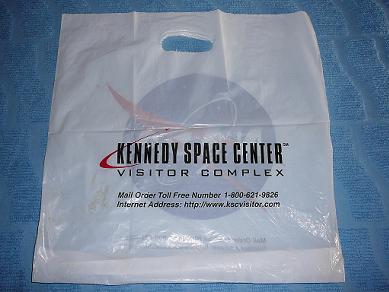 KENNEDY SPACE CENTER℠
VISITOR COMPLEX
Mail Order Toll Free Number 1-800-621-9826
Internet Address: http://www.kscvisitor.com